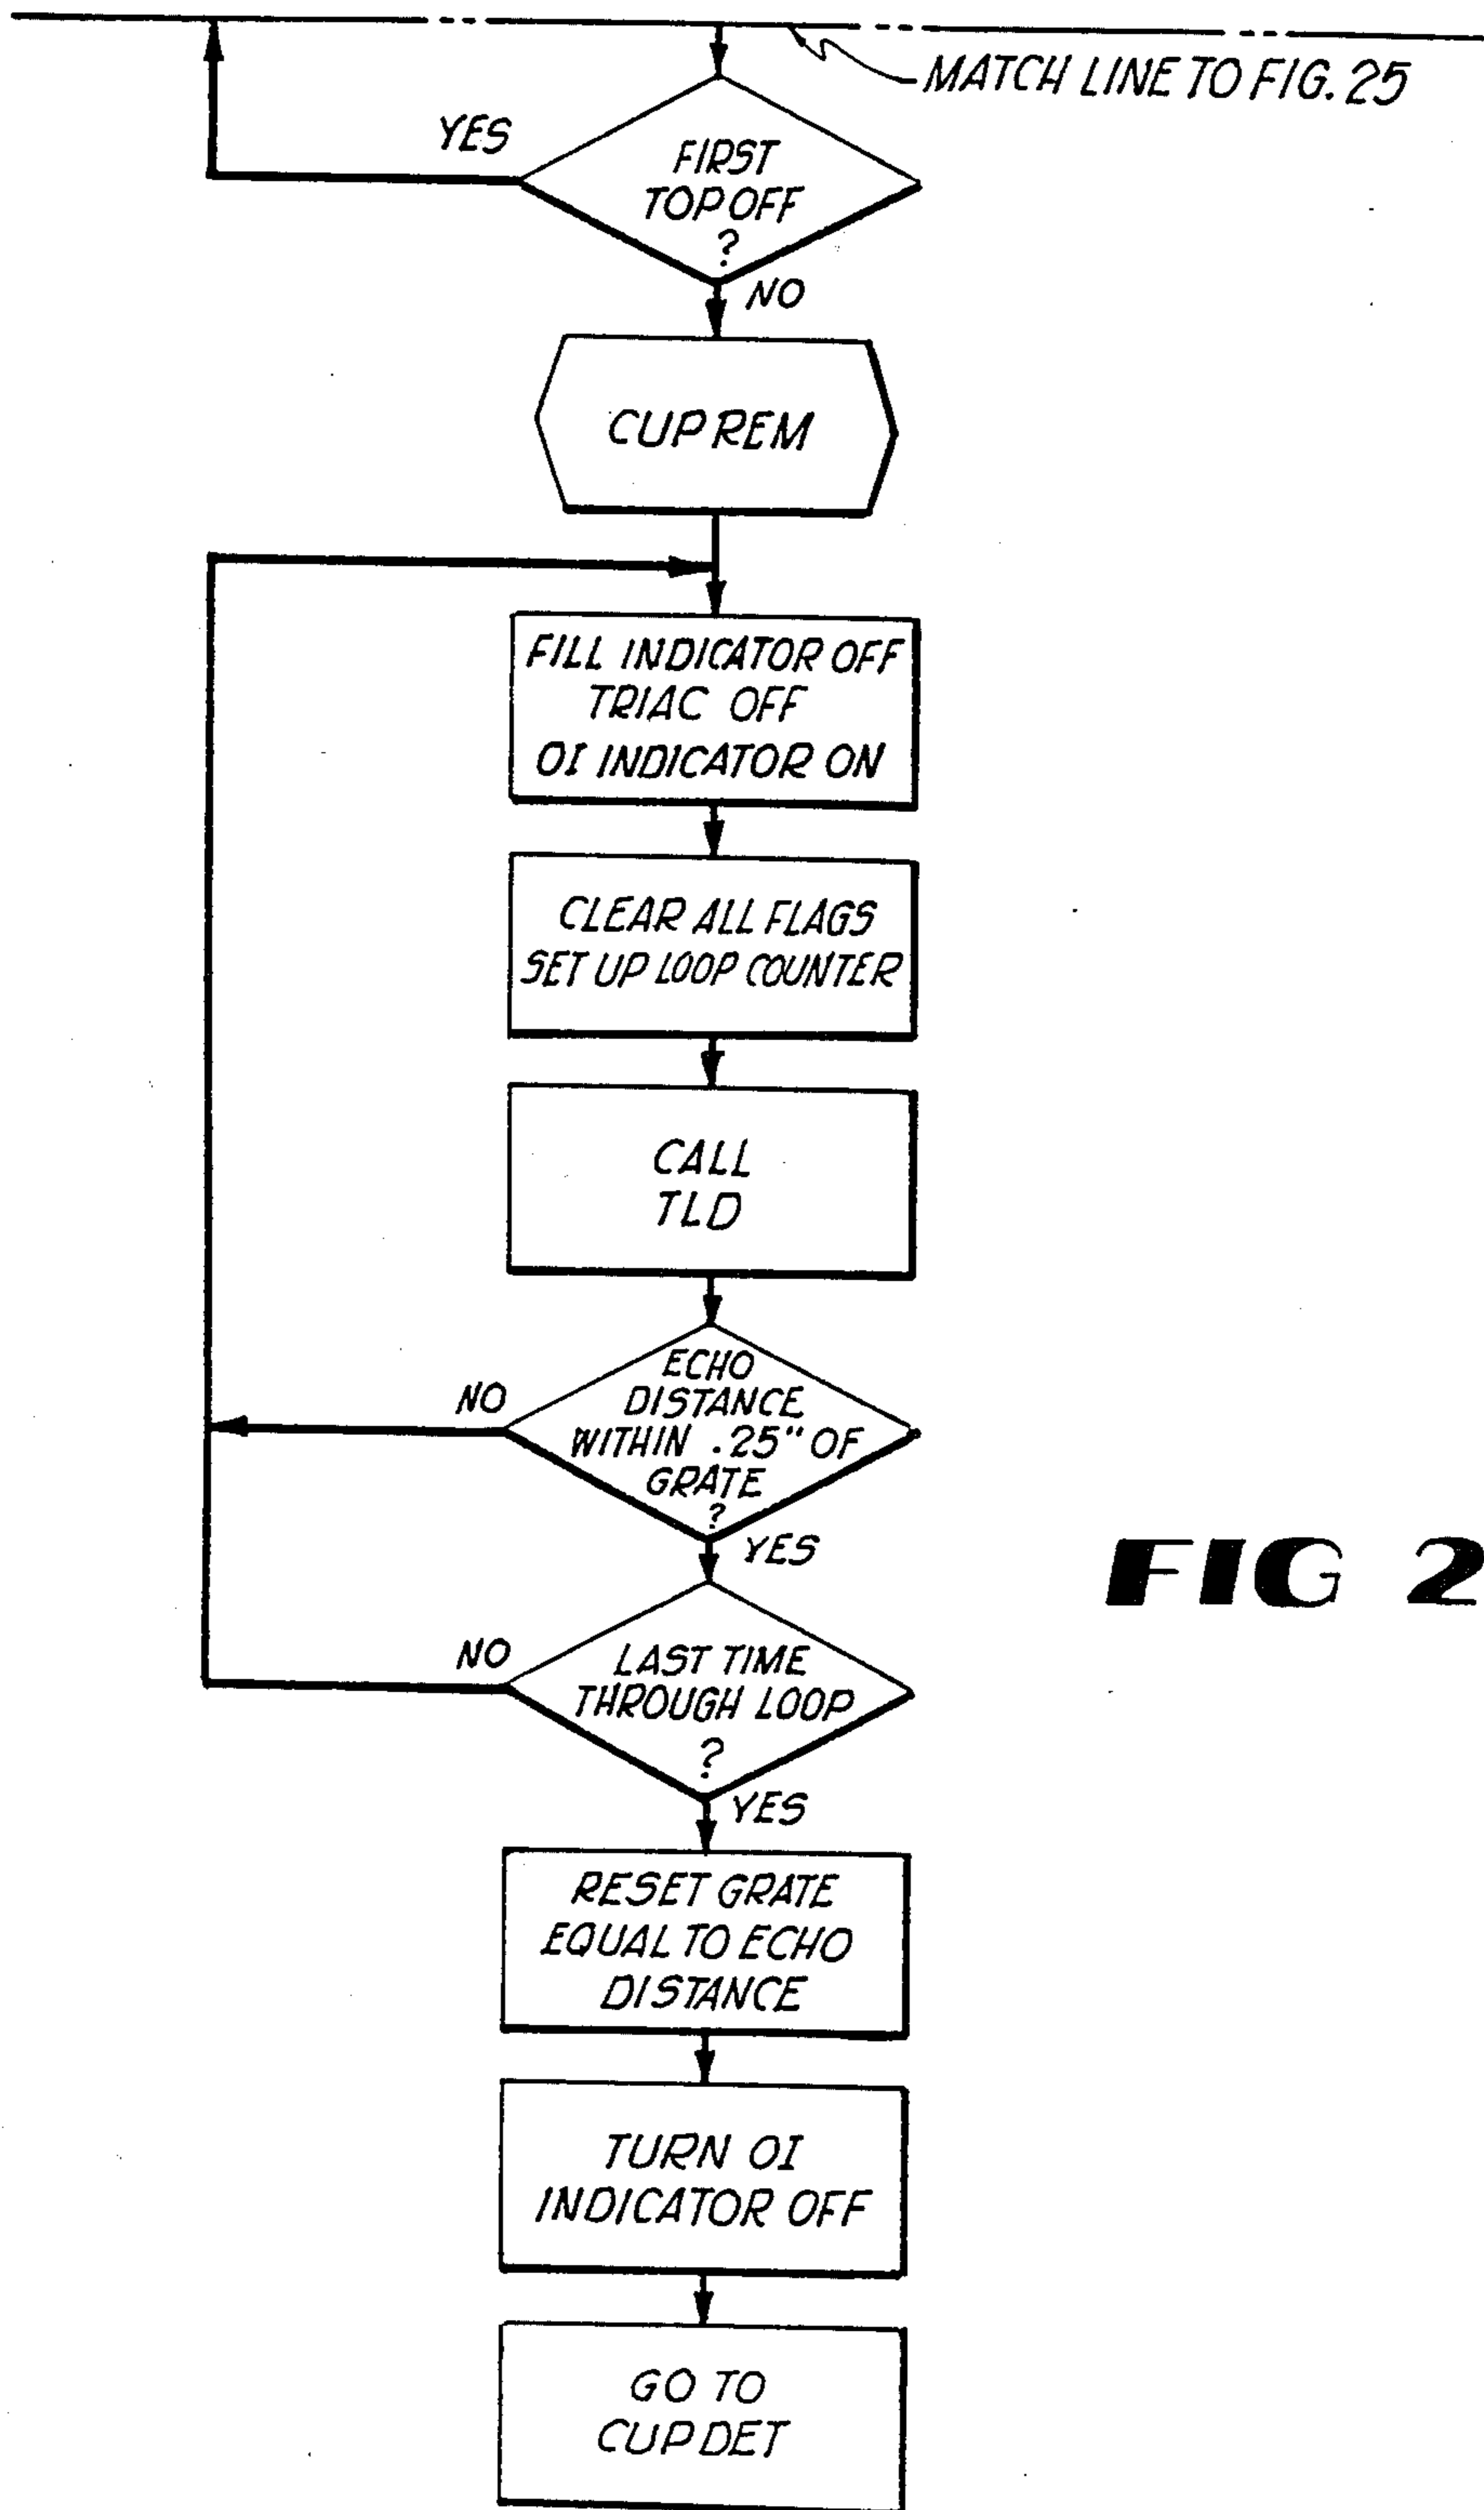 MATCH LINE TO FIG. 25
YES
FIRST
TOP OFF
?
NO
CUP REM
FILL INDICATOR OFF
TRIAC OFF
OI INDICATOR ON
CLEAR ALL FLAGS
SET UP LOOP COUNTER
CALL
TLD
ECHO
DISTANCE
WITHIN .25" OF
GRATE
?
NO
YES
FIG 2
LAST TIME
THROUGH LOOP
?
NO
YES
RESET GRATE
EQUAL TO ECHO
DISTANCE
TURN OI
INDICATOR OFF
GO TO
CUP DET